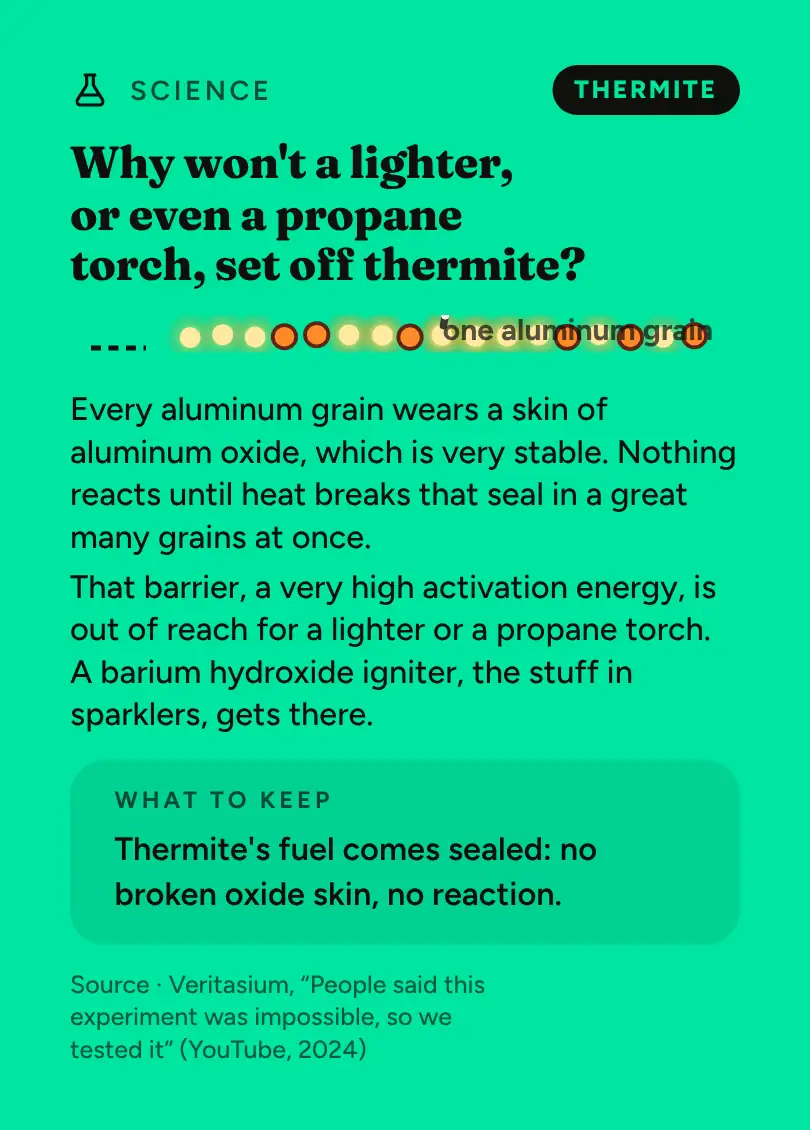 SCIENCE
THERMITE
Why won't a lighter,
or even a propane
torch, set off thermite?
one aluminum grain
Every aluminum grain wears a skin of
aluminum oxide, which is very stable. Nothing
reacts until heat breaks that seal in a great
many grains at once.
That barrier, a very high activation energy, is
out of reach for a lighter or a propane torch.
A barium hydroxide igniter, the stuff in
sparklers, gets there.
WHAT TO KEEP
Thermite's fuel comes sealed: no
broken oxide skin, no reaction.
Source · Veritasium, “People said this
experiment was impossible, so we
tested it” (YouTube, 2024)